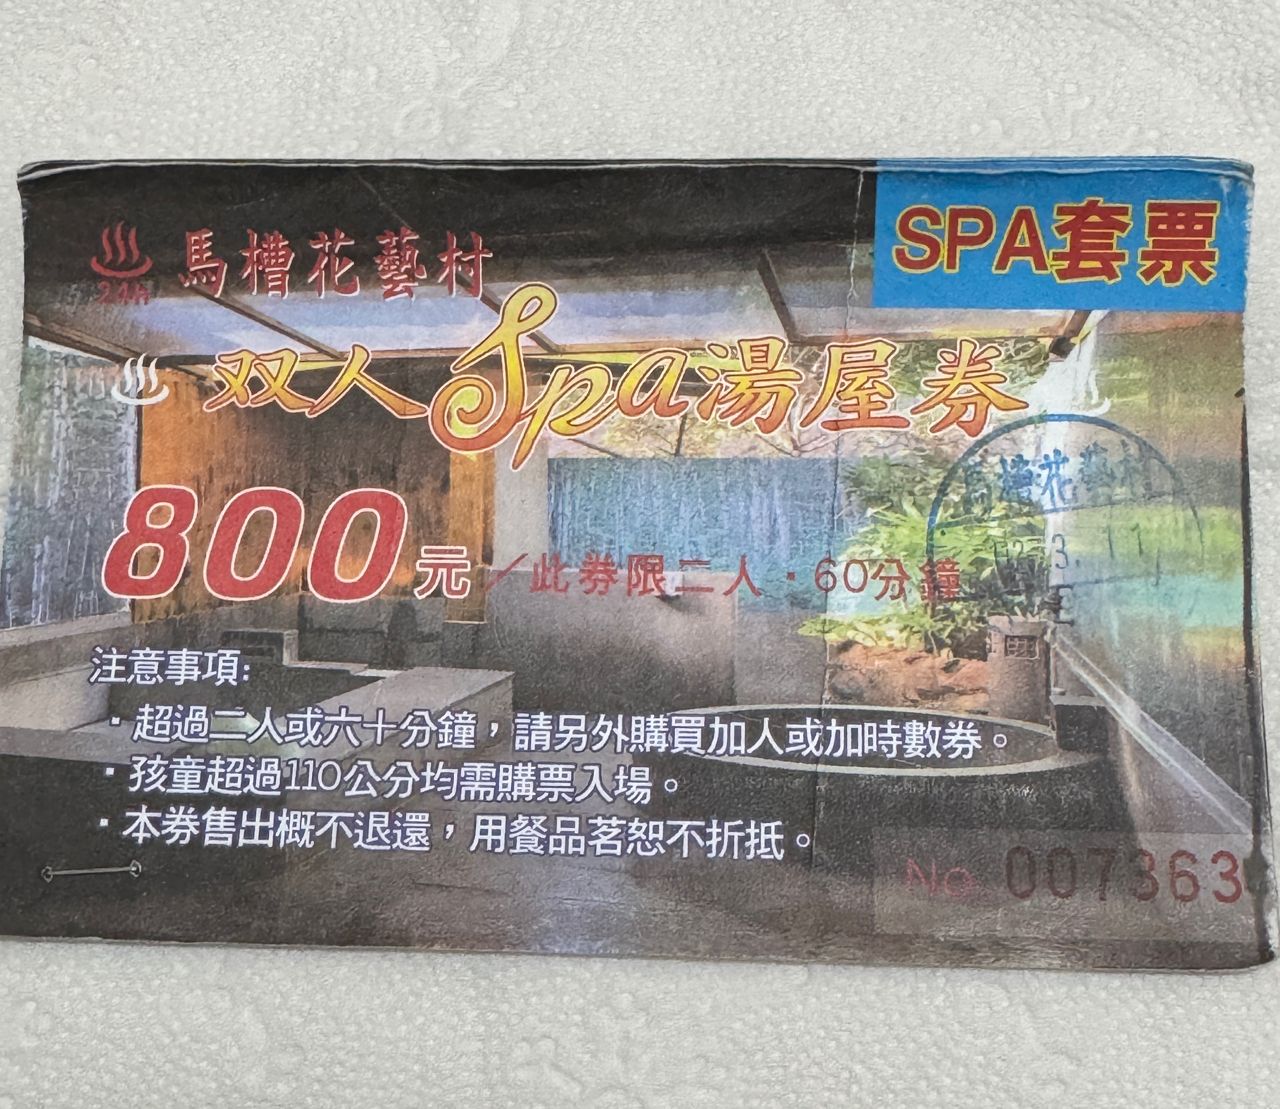 SPA套票
24h
馬槽花藝村
双人Spa湯屋券
馬槽花藝村
800元／此券限二人・60分鐘
注意事項:
・超過二人或六十分鐘，請另外購買加人或加時數券。
・孩童超過110公分均需購票入場。
・本券售出概不退還，用餐品茗恕不折抵。
No. 007363